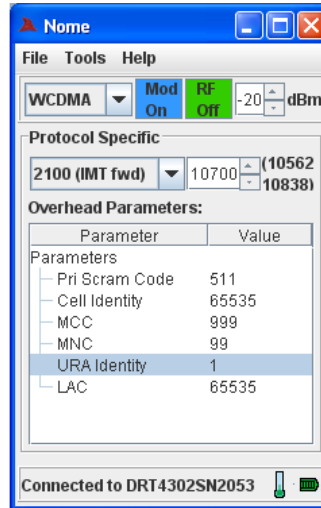 Nome
File Tools Help
WCDMA Mod On RF Off -20 dBm
Protocol Specific
2100 (IMT fwd) 10700 (10562 10838)
Overhead Parameters:
Parameter Value
Parameters
Pri Scram Code 511
Cell Identity 65535
MCC 999
MNC 99
URA Identity 1
LAC 65535
Connected to DRT4302SN2053